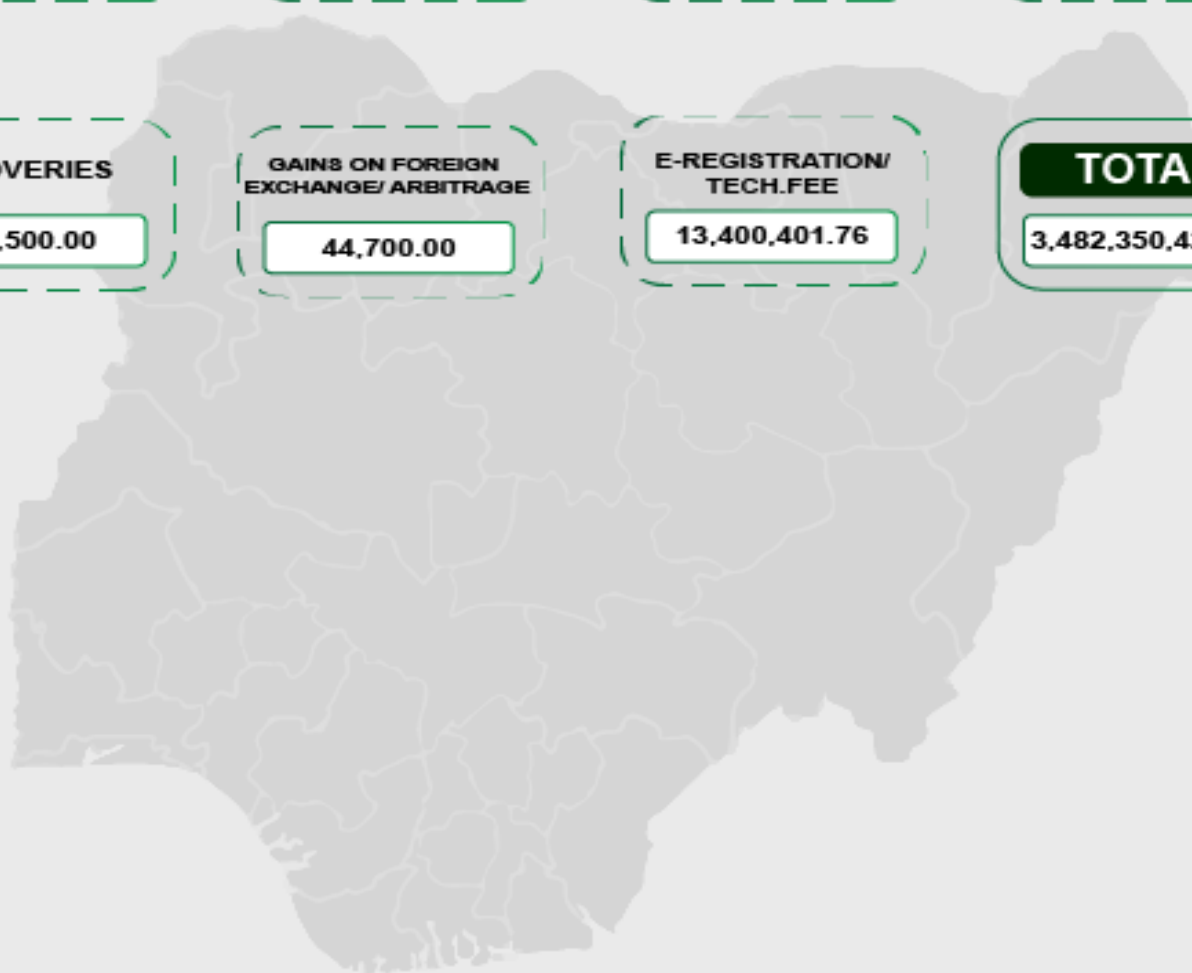 OVERIES
,500.00
GAINS ON FOREIGN
EXCHANGE/ ARBITRAGE
44,700.00
E-REGISTRATION/
TECH.FEE
13,400,401.76
TOTA
3,482,350,4